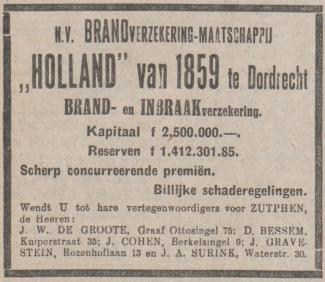 N.V. BRANDVERZEKERING-MAATSCHAPPIJ
„HOLLAND” van 1859 te Dordrecht
BRAND- en INBRAAKverzekering.
Kapitaal f 2,500.000.—.
Reserven f 1.412.301.85.
Scherp concurreerende premiën.
Billijke schaderegelingen.
Wendt U tot hare vertegenwoordigers voor ZUTPHEN,
de Heeren:
J. W. DE GROOTE, Graaf Ottosingel 75; D. BESSEM,
Kuiperstraat 35; J. COHEN, Berkelsingel 9; J. GRAVE-
STEIN, Rozenhoflaan 13 en J. A. SURINK, Waterstr. 30.